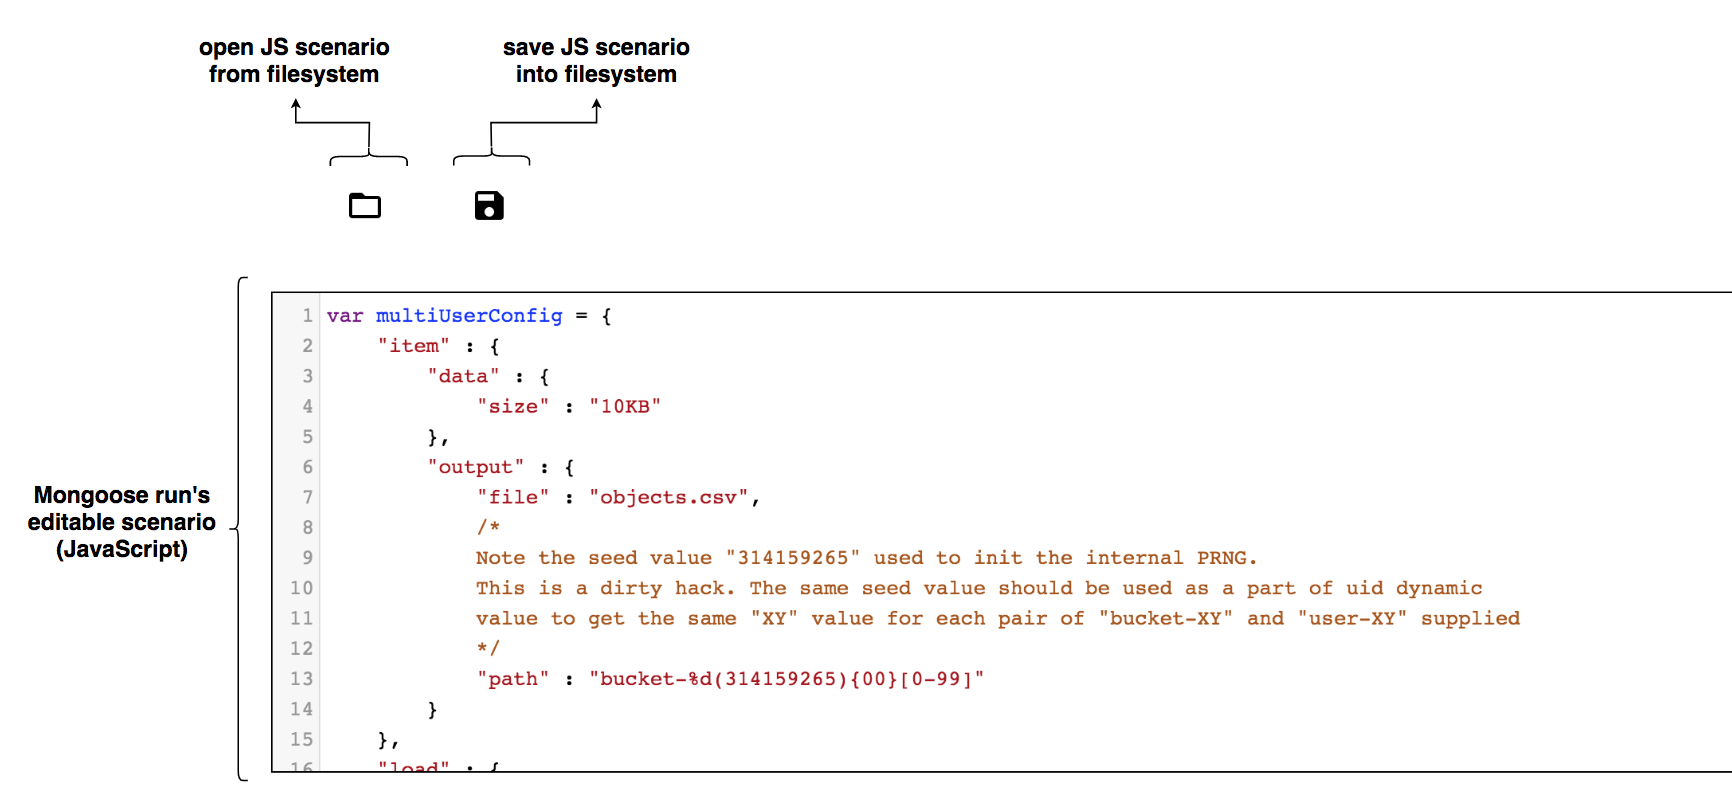 open JS scenario
from filesystem
save JS scenario
into filesystem
Mongoose run's
editable scenario
(JavaScript)
1 var multiUserConfig = {
2 "item" : {
3 "data" : {
4 "size" : "10KB"
5 },
6 "output" : {
7 "file" : "objects.csv",
8 /*
9 Note the seed value "314159265" used to init the internal PRNG.
10 This is a dirty hack. The same seed value should be used as a part of uid dynamic
11 value to get the same "XY" value for each pair of "bucket-XY" and "user-XY" supplied
12 */
13 "path" : "bucket-%d(314159265){00}[0-99]"
14 }
15 },
16 "load" : {